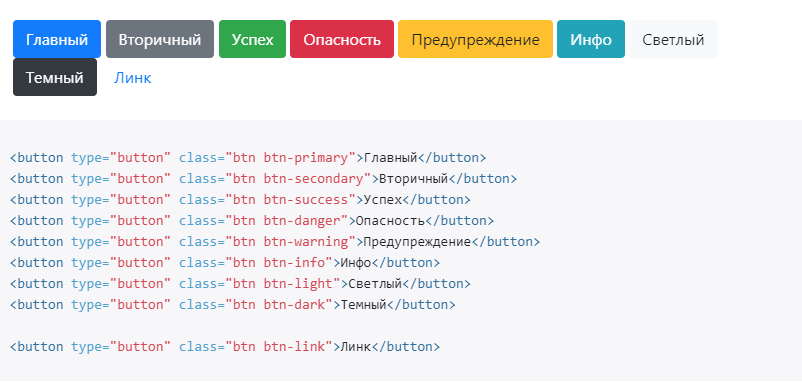 Главный Вторичный Успех Опасность Предупреждение Инфо Светлый
Темный Линк
<button type="button" class="btn btn-primary">Главный</button>
<button type="button" class="btn btn-secondary">Вторичный</button>
<button type="button" class="btn btn-success">Успех</button>
<button type="button" class="btn btn-danger">Опасность</button>
<button type="button" class="btn btn-warning">Предупреждение</button>
<button type="button" class="btn btn-info">Инфо</button>
<button type="button" class="btn btn-light">Светлый</button>
<button type="button" class="btn btn-dark">Темный</button>
<button type="button" class="btn btn-link">Линк</button>